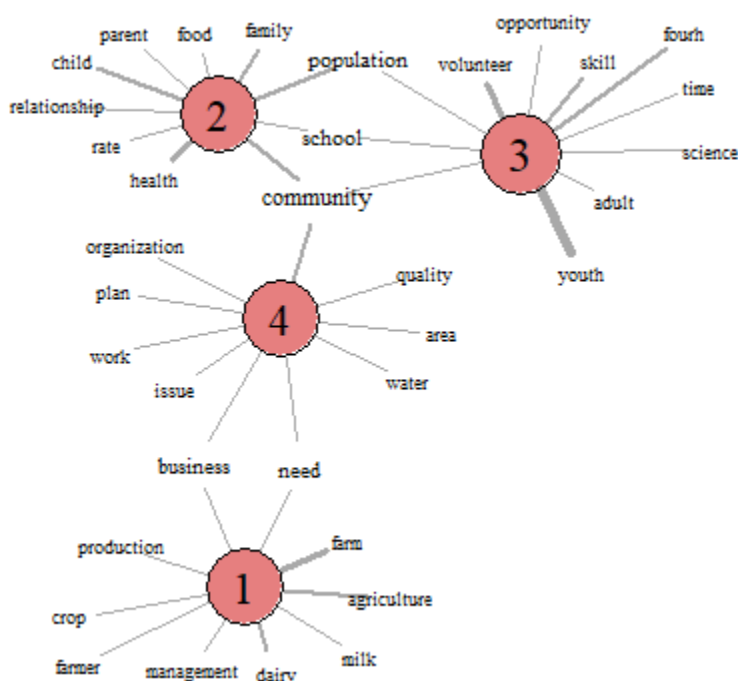 opportunity
parent
food
family
fourh
child
population
volunteer
skill
time
relationship
2
school
3
science
rate
health
community
adult
youth
organization
quality
plan
4
area
work
issue
water
business
need
production
farm
1
agriculture
crop
farmer
management
dairy
milk